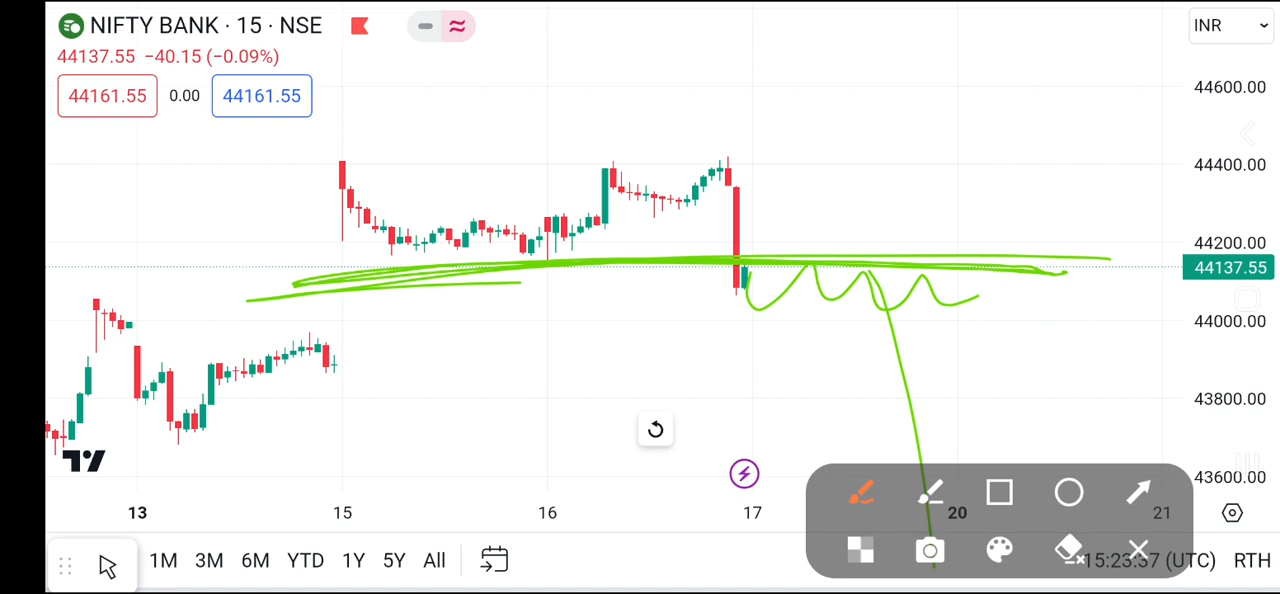 NIFTY BANK · 15 · NSE
INR
44137.55 −40.15 (−0.09%)
44161.55 0.00 44161.55
44600.00
44400.00
44200.00
44137.55
44000.00
43800.00
43600.00
13 15 16 17 20 21
1M 3M 6M YTD 1Y 5Y All 15:23:37 (UTC) RTH